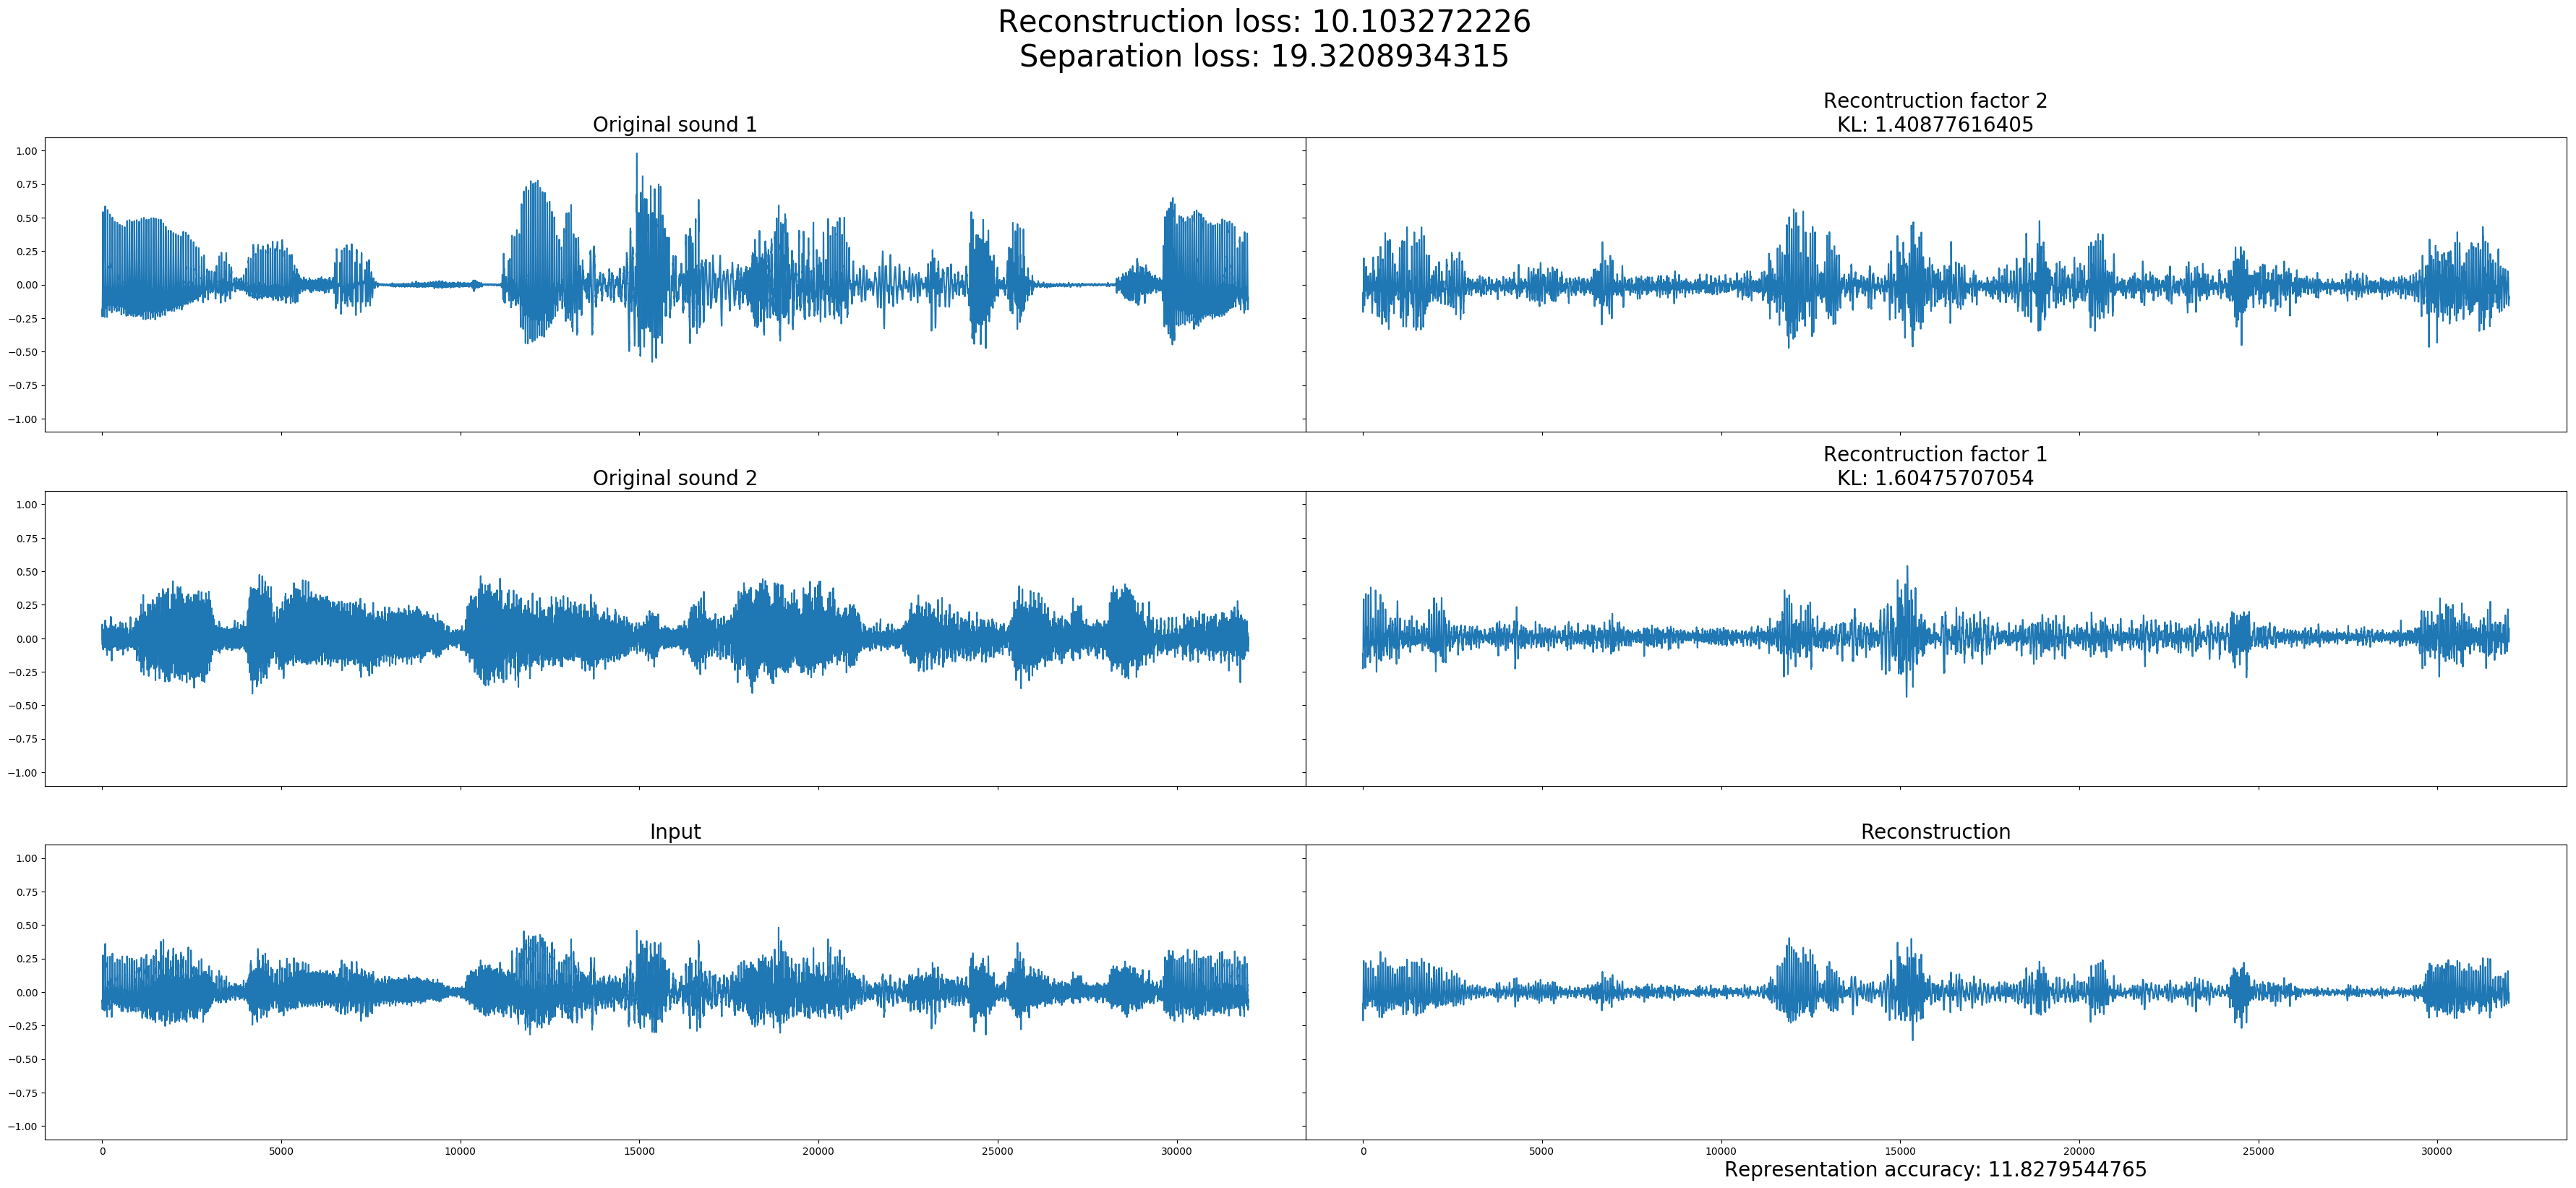 Reconstruction loss: 10.103272226
Separation loss: 19.3208934315
Original sound 1
Recontruction factor 2
KL: 1.40877616405
1.00
0.75
0.50
0.25
0.00
−0.25
−0.50
−0.75
−1.00
Original sound 2
Recontruction factor 1
KL: 1.60475707054
1.00
0.75
0.50
0.25
0.00
−0.25
−0.50
−0.75
−1.00
Input
Reconstruction
1.00
0.75
0.50
0.25
0.00
−0.25
−0.50
−0.75
−1.00
0 5000 10000 15000 20000 25000 30000
0 5000 10000 15000 20000 25000 30000
Representation accuracy: 11.8279544765